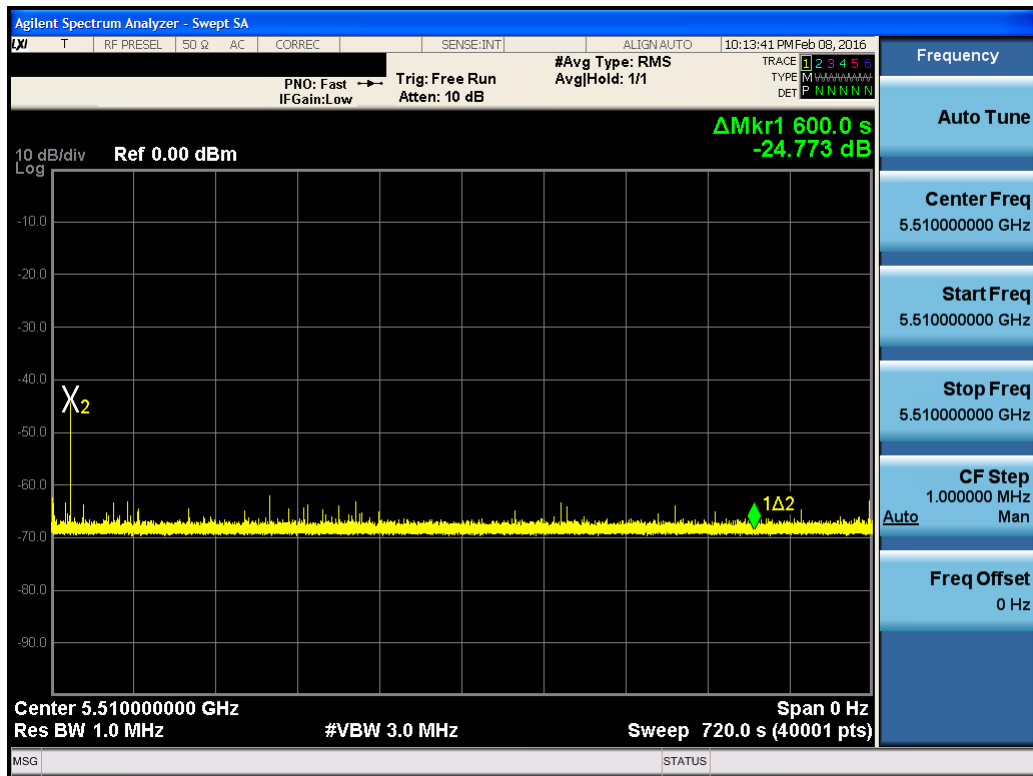 Agilent Spectrum Analyzer - Swept SA
LXI T RF PRESEL 50 Ω AC CORREC SENSE:INT ALIGN AUTO 10:13:41 PM Feb 08, 2016
PNO: Fast
IFGain:Low
Trig: Free Run
Atten: 10 dB
#Avg Type: RMS
Avg|Hold: 1/1
TRACE 1 2 3 4 5 6
TYPE M
DET P N N N N N
ΔMkr1 600.0 s
-24.773 dB
10 dB/div Ref 0.00 dBm
Log
-10.0
-20.0
-30.0
-40.0
-50.0
-60.0
-70.0
-80.0
-90.0
2
1Δ2
Center 5.510000000 GHz Span 0 Hz
Res BW 1.0 MHz #VBW 3.0 MHz Sweep 720.0 s (40001 pts)
MSG STATUS
Frequency
Auto Tune
Center Freq
5.510000000 GHz
Start Freq
5.510000000 GHz
Stop Freq
5.510000000 GHz
CF Step
1.000000 MHz
Auto Man
Freq Offset
0 Hz